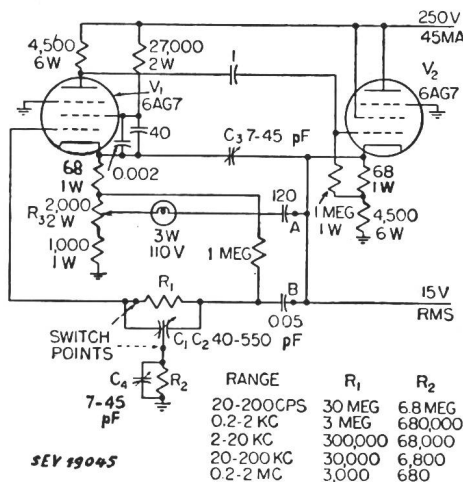 4,500
6W
27,000
2 W
V1
6AG7
1
250V
45MA
V2
6AG7
40
C3 7-45 pF
0.002
68
1W
R3
2,000
2W
1,000
1 W
3W
110 V
120
A
1 MEG
1 MEG
1W
68
1W
4,500
6 W
R1
B
0.05
15V
RMS
SWITCH
POINTS
C1 C2 40-550 pF
C4
7-45
pF
R2
RANGE R1 R2
20-200CPS 30 MEG 6.8 MEG
0.2-2 KC 3 MEG 680,000
2-20 KC 300,000 68,000
20-200 KC 30,000 6,800
0.2-2 MC 3,000 680
SEV 19045